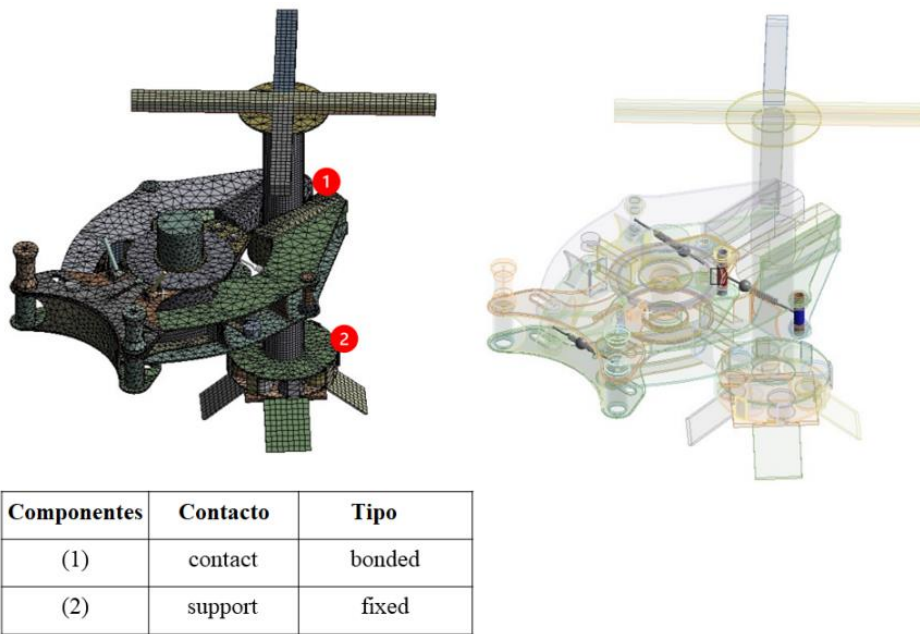 1
2
Componentes Contacto Tipo
(1) contact bonded
(2) support fixed